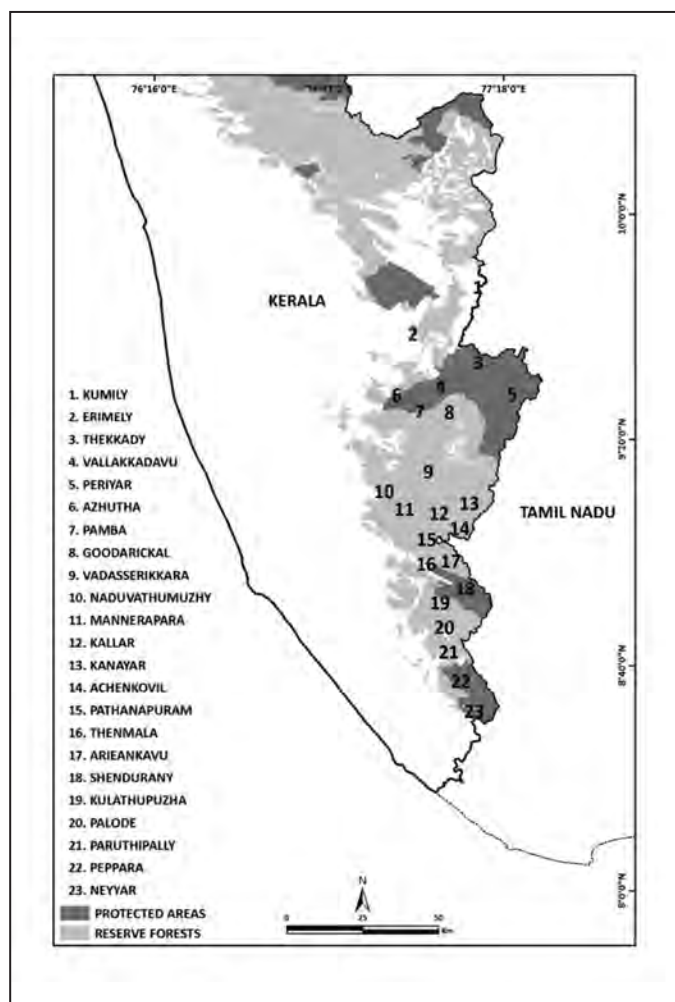 76°16'0"E
77°18'0"E
10°0'0"N
KERALA
1
2
3
4
5
6
7
8
9
10
11
12
13
14
15
16
17
18
19
20
21
22
23
TAMIL NADU
8°40'0"N
8°0'0"N
1. KUMILY
2. ERIMELY
3. THEKKADY
4. VALLAKKADAVU
5. PERIYAR
6. AZHUTHA
7. PAMBA
8. GOODARICKAL
9. VADASSERIKKARA
10. NADUVATHUMUZHY
11. MANNERAPARA
12. KALLAR
13. KANAYAR
14. ACHENKOVIL
15. PATHANAPURAM
16. THENMALA
17. ARIEANKAVU
18. SHENDURANY
19. KULATHUPUZHA
20. PALODE
21. PARUTHIPALLY
22. PEPPARA
23. NEYYAR
PROTECTED AREAS
RESERVE FORESTS
N
0 25 50
Km